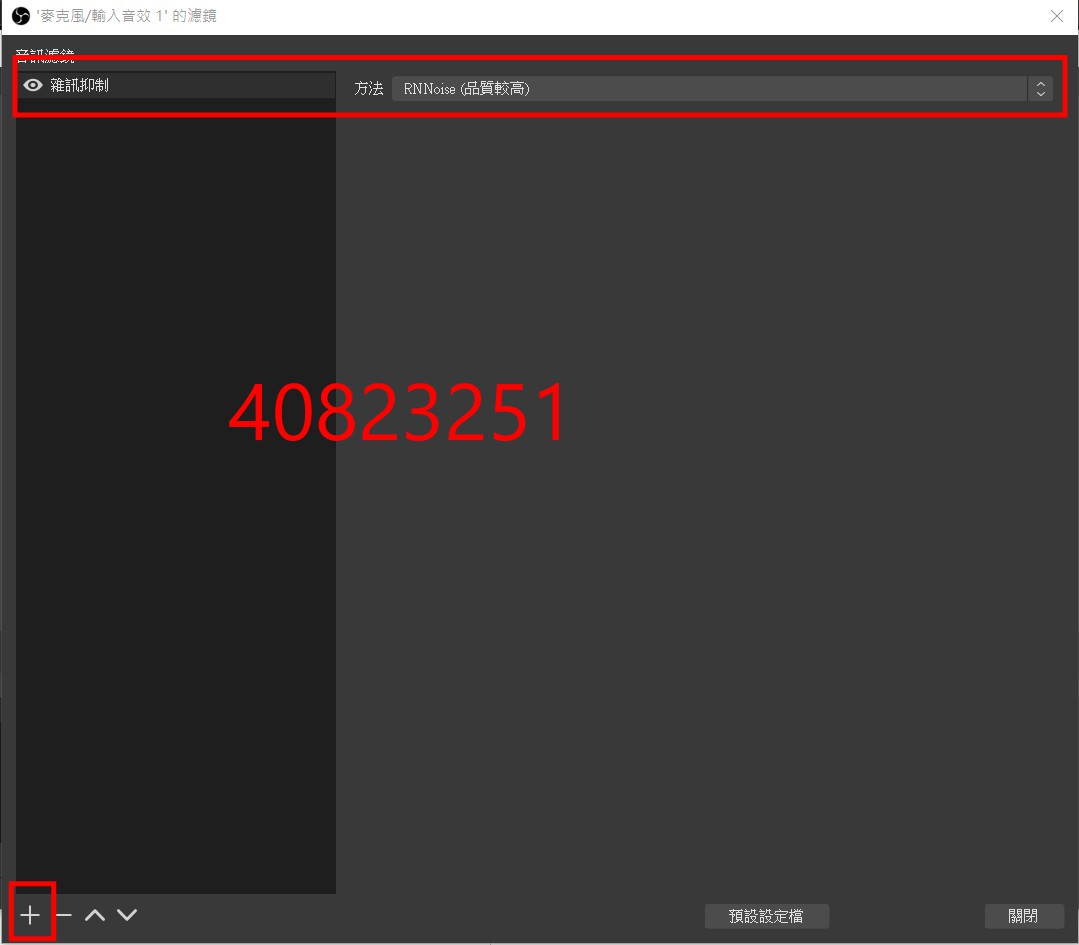 '麥克風/輸入音效 1' 的濾鏡
音訊濾鏡
雜訊抑制
方法 RNNoise (品質較高)
40823251
預設設定檔 關閉